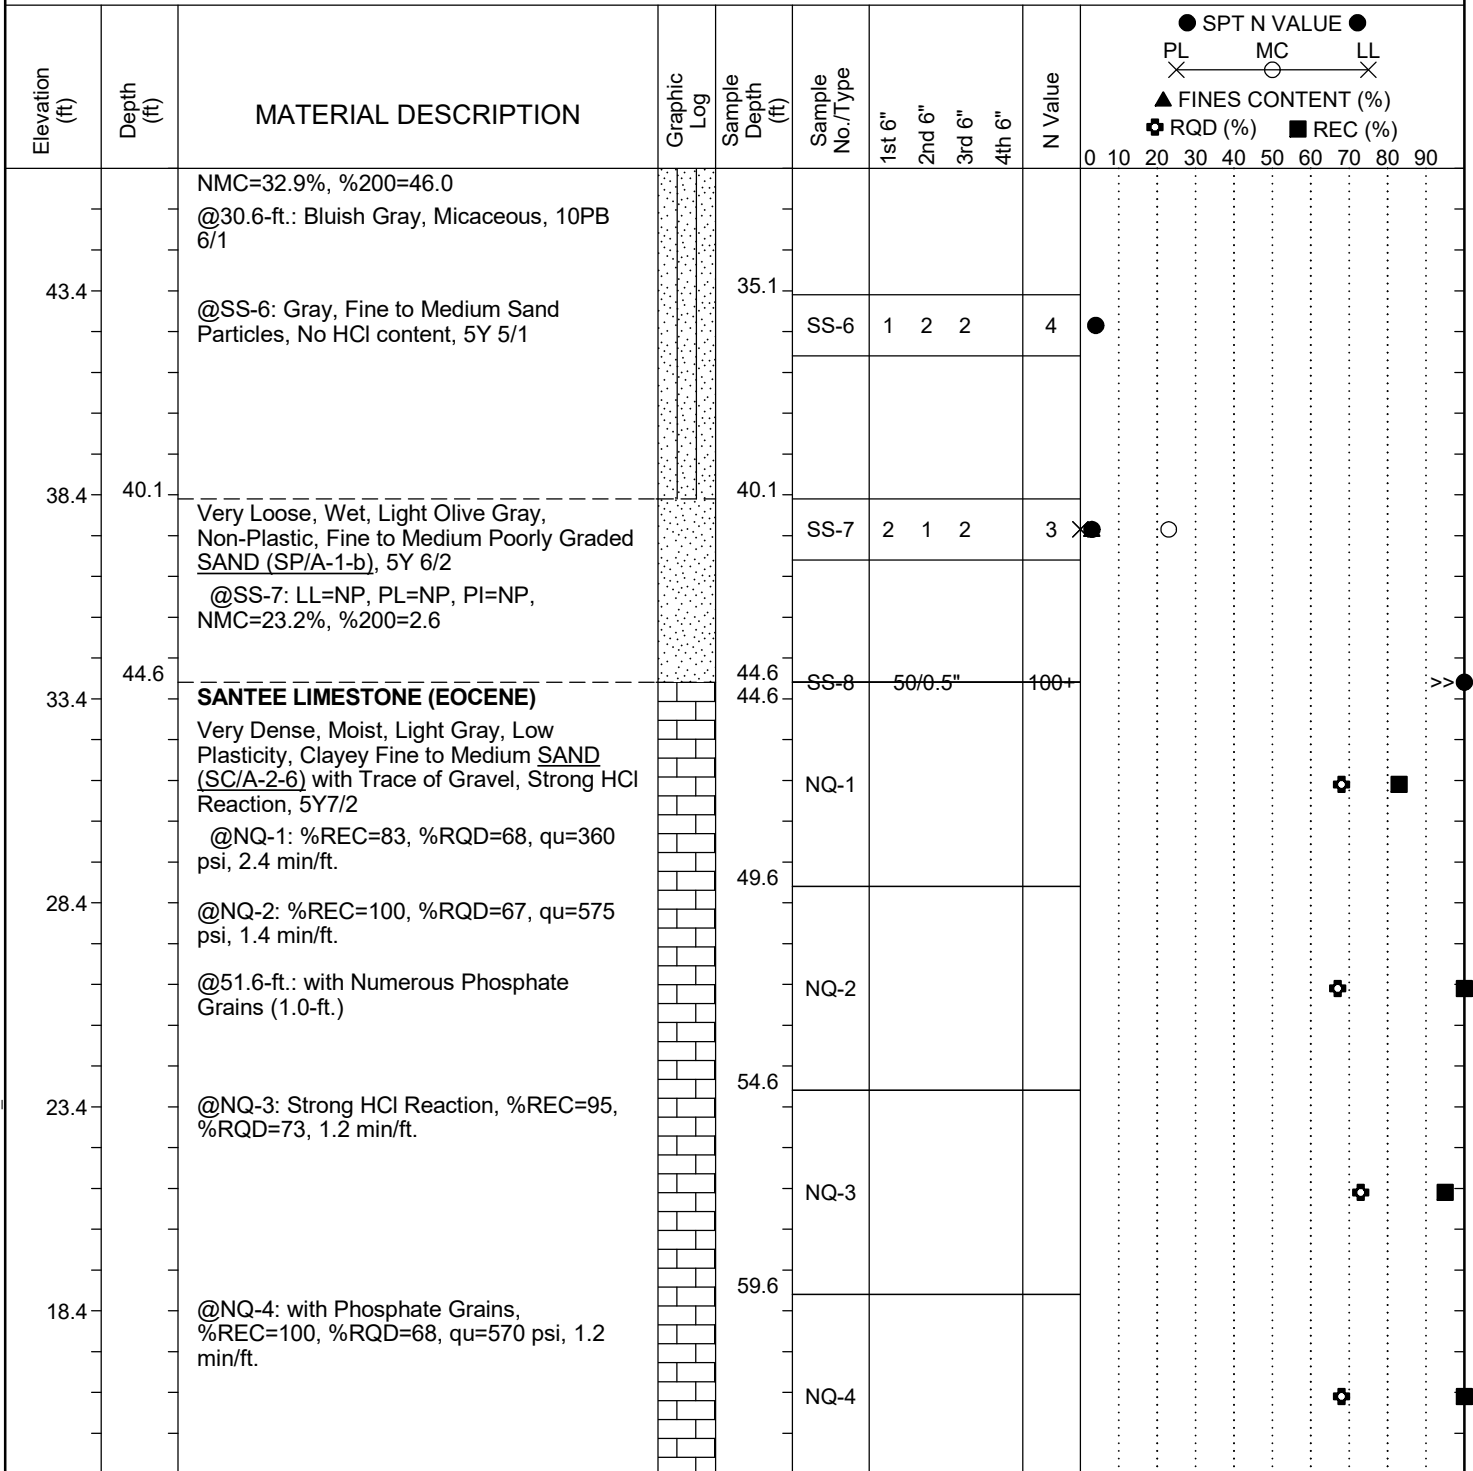 ● SPT N VALUE ●
PL MC LL
▲ FINES CONTENT (%)
RQD (%) ■ REC (%)
Elevation (ft)
Depth (ft)
MATERIAL DESCRIPTION
Graphic Log
Sample Depth (ft)
Sample No./Type
1st 6"
2nd 6"
3rd 6"
4th 6"
N Value
0 10 20 30 40 50 60 70 80 90
NMC=32.9%, %200=46.0
@30.6-ft.: Bluish Gray, Micaceous, 10PB
6/1
43.4 35.1
@SS-6: Gray, Fine to Medium Sand
Particles, No HCl content, 5Y 5/1
SS-6 1 2 2 4
38.4 40.1 40.1
Very Loose, Wet, Light Olive Gray,
Non-Plastic, Fine to Medium Poorly Graded
SAND (SP/A-1-b), 5Y 6/2
SS-7 2 1 2 3
@SS-7: LL=NP, PL=NP, PI=NP,
NMC=23.2%, %200=2.6
44.6 44.6
SS-8 50/0.5" 100+ >>
33.4 44.6
SANTEE LIMESTONE (EOCENE)
Very Dense, Moist, Light Gray, Low
Plasticity, Clayey Fine to Medium SAND
(SC/A-2-6) with Trace of Gravel, Strong HCl
Reaction, 5Y7/2
NQ-1
@NQ-1: %REC=83, %RQD=68, qu=360
psi, 2.4 min/ft.
49.6
28.4
@NQ-2: %REC=100, %RQD=67, qu=575
psi, 1.4 min/ft.
@51.6-ft.: with Numerous Phosphate
Grains (1.0-ft.)
NQ-2
54.6
23.4
@NQ-3: Strong HCl Reaction, %REC=95,
%RQD=73, 1.2 min/ft.
NQ-3
59.6
18.4
@NQ-4: with Phosphate Grains,
%REC=100, %RQD=68, qu=570 psi, 1.2
min/ft.
NQ-4